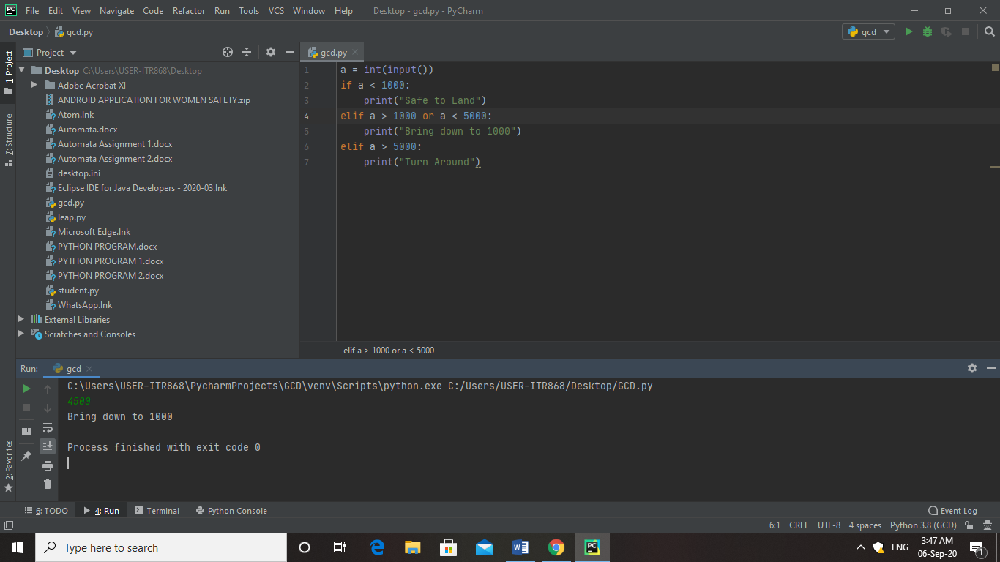 File Edit View Navigate Code Refactor Run Tools VCS Window Help Desktop - gcd.py - PyCharm
Desktop gcd.py gcd
1: Project
Project
gcd.py
Desktop C:\Users\USER-ITR868\Desktop
Adobe Acrobat XI
ANDROID APPLICATION FOR WOMEN SAFETY.zip
Atom.lnk
Automata.docx
Automata Assignment 1.docx
Automata Assignment 2.docx
desktop.ini
Eclipse IDE for Java Developers - 2020-03.lnk
gcd.py
leap.py
Microsoft Edge.lnk
PYTHON PROGRAM.docx
PYTHON PROGRAM 1.docx
PYTHON PROGRAM 2.docx
student.py
WhatsApp.lnk
External Libraries
Scratches and Consoles
7: Structure
1 a = int(input())
2 if a < 1000:
3     print("Safe to Land")
4 elif a > 1000 or a < 5000:
5     print("Bring down to 1000")
6 elif a > 5000:
7     print("Turn Around")
elif a > 1000 or a < 5000
Run: gcd
C:\Users\USER-ITR868\PycharmProjects\GCD\venv\Scripts\python.exe C:/Users/USER-ITR868/Desktop/GCD.py
4500
Bring down to 1000
Process finished with exit code 0
2: Favorites
6: TODO 4: Run Terminal Python Console Event Log
6:1 CRLF UTF-8 4 spaces Python 3.8 (GCD)
Type here to search
ENG
3:47 AM
06-Sep-20
1